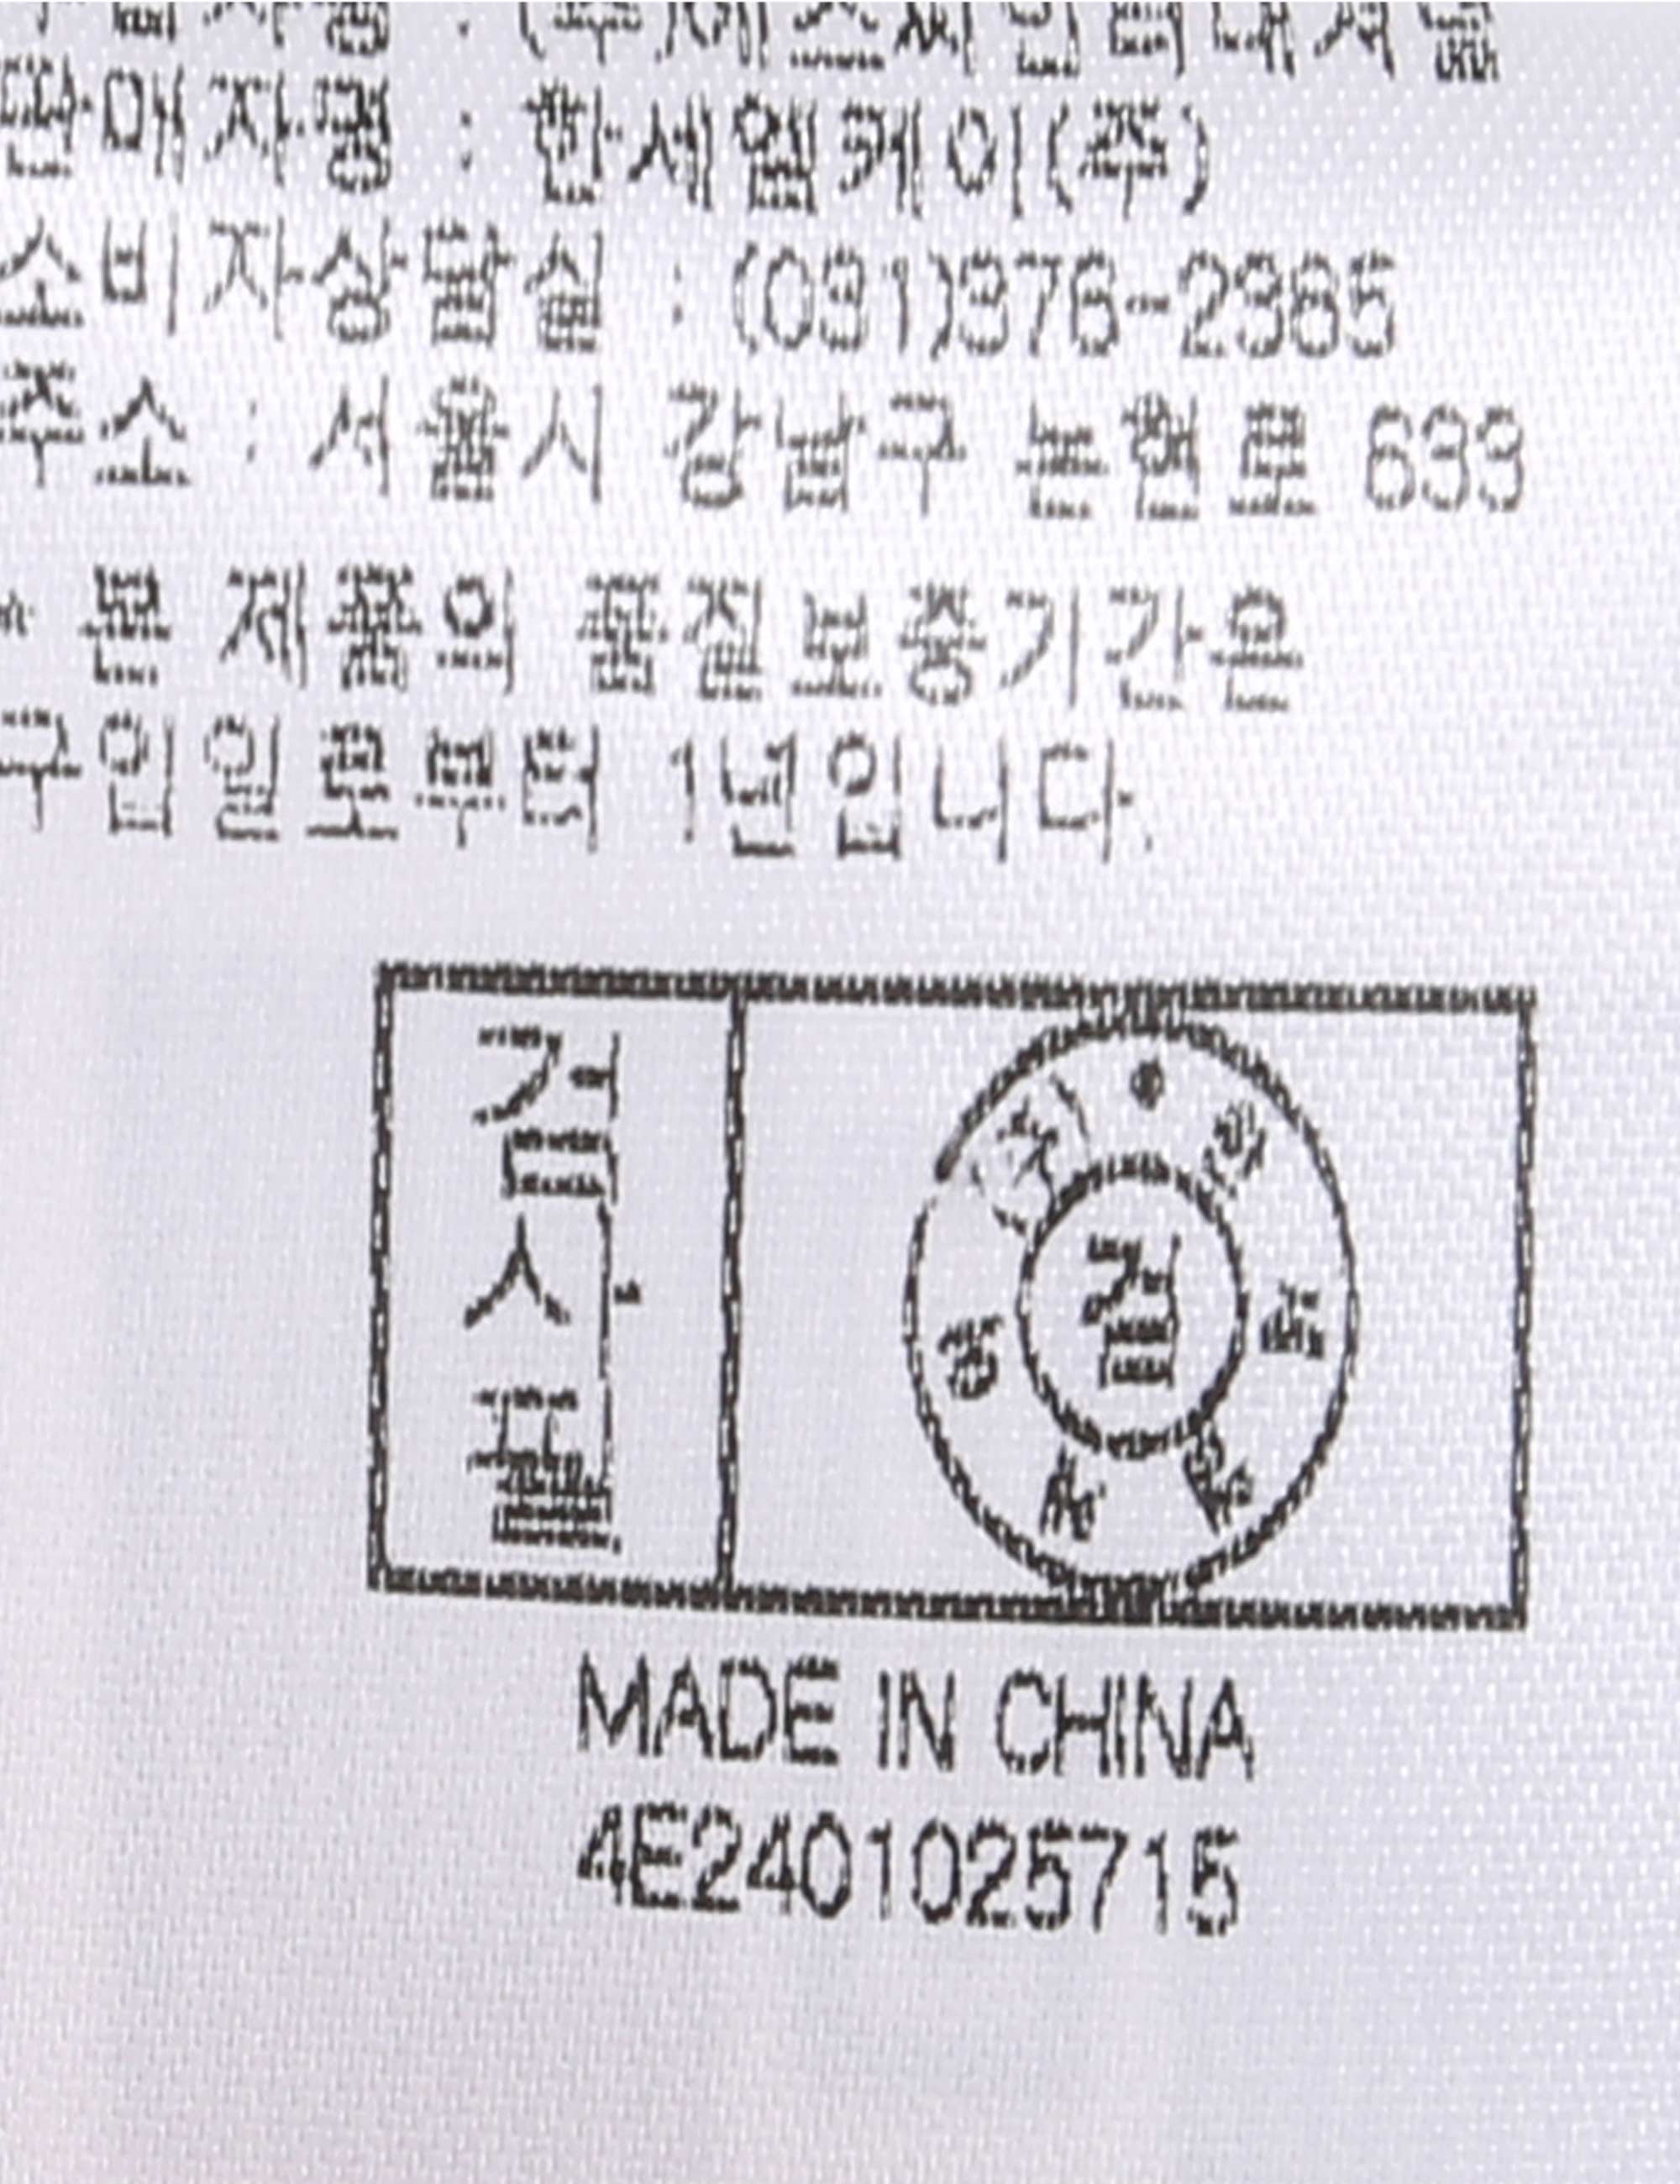 판매자명 : 한세엠케이(주)
소비자상담실 : (031)376-2365
주소 : 서울시 강남구 논현로 633
* 본 제품의 품질보증기간은
구입일로부터 1년입니다.
검사필
검
MADE IN CHINA
4E2401025715